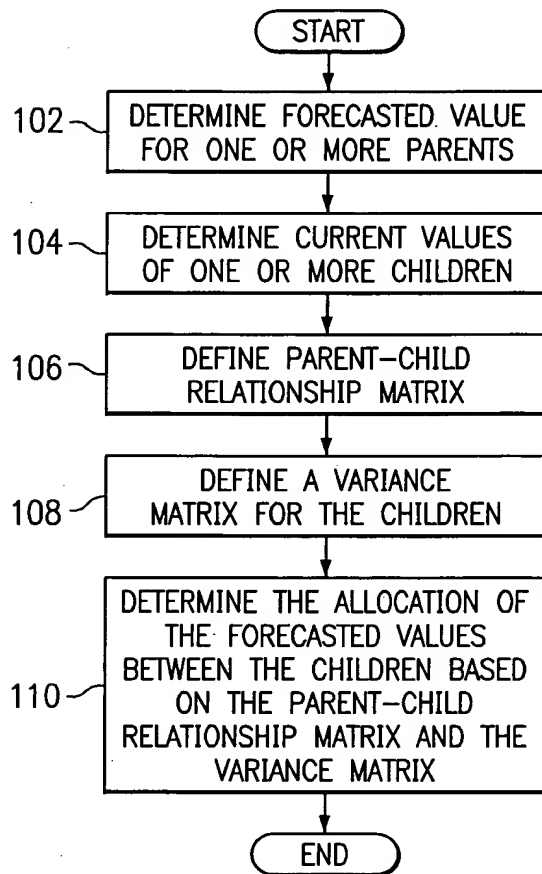 START
102
DETERMINE FORECASTED VALUE
FOR ONE OR MORE PARENTS
104
DETERMINE CURRENT VALUES
OF ONE OR MORE CHILDREN
106
DEFINE PARENT–CHILD
RELATIONSHIP MATRIX
108
DEFINE A VARIANCE
MATRIX FOR THE CHILDREN
110
DETERMINE THE ALLOCATION OF
THE FORECASTED VALUES
BETWEEN THE CHILDREN BASED
ON THE PARENT–CHILD
RELATIONSHIP MATRIX AND THE
VARIANCE MATRIX
END